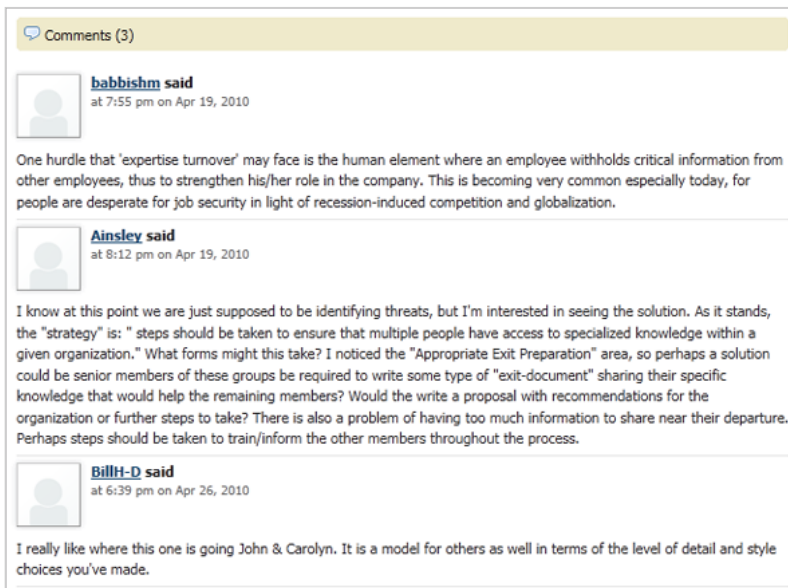 Comments (3)
babbishm said
at 7:55 pm on Apr 19, 2010
One hurdle that 'expertise turnover' may face is the human element where an employee withholds critical information from
other employees, thus to strengthen his/her role in the company. This is becoming very common especially today, for
people are desperate for job security in light of recession-induced competition and globalization.
Ainsley said
at 8:12 pm on Apr 19, 2010
I know at this point we are just supposed to be identifying threats, but I'm interested in seeing the solution. As it stands,
the "strategy" is: " steps should be taken to ensure that multiple people have access to specialized knowledge within a
given organization." What forms might this take? I noticed the "Appropriate Exit Preparation" area, so perhaps a solution
could be senior members of these groups be required to write some type of "exit-document" sharing their specific
knowledge that would help the remaining members? Would the write a proposal with recommendations for the
organization or further steps to take? There is also a problem of having too much information to share near their departure.
Perhaps steps should be taken to train/inform the other members throughout the process.
BillH-D said
at 6:39 pm on Apr 26, 2010
I really like where this one is going John & Carolyn. It is a model for others as well in terms of the level of detail and style
choices you've made.